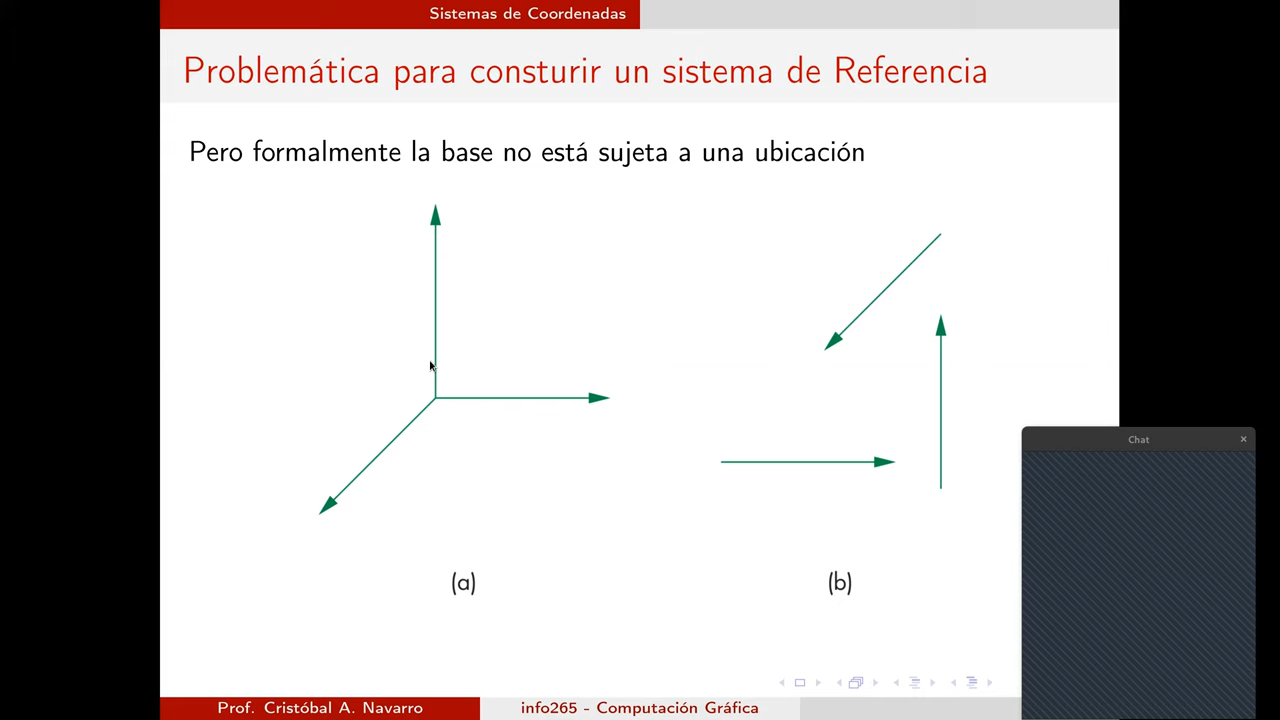 Sistemas de Coordenadas
Problemática para consturir un sistema de Referencia
Pero formalmente la base no está sujeta a una ubicación
(a)
(b)
Chat
×
Prof. Cristóbal A. Navarro
info265 - Computación Gráfica